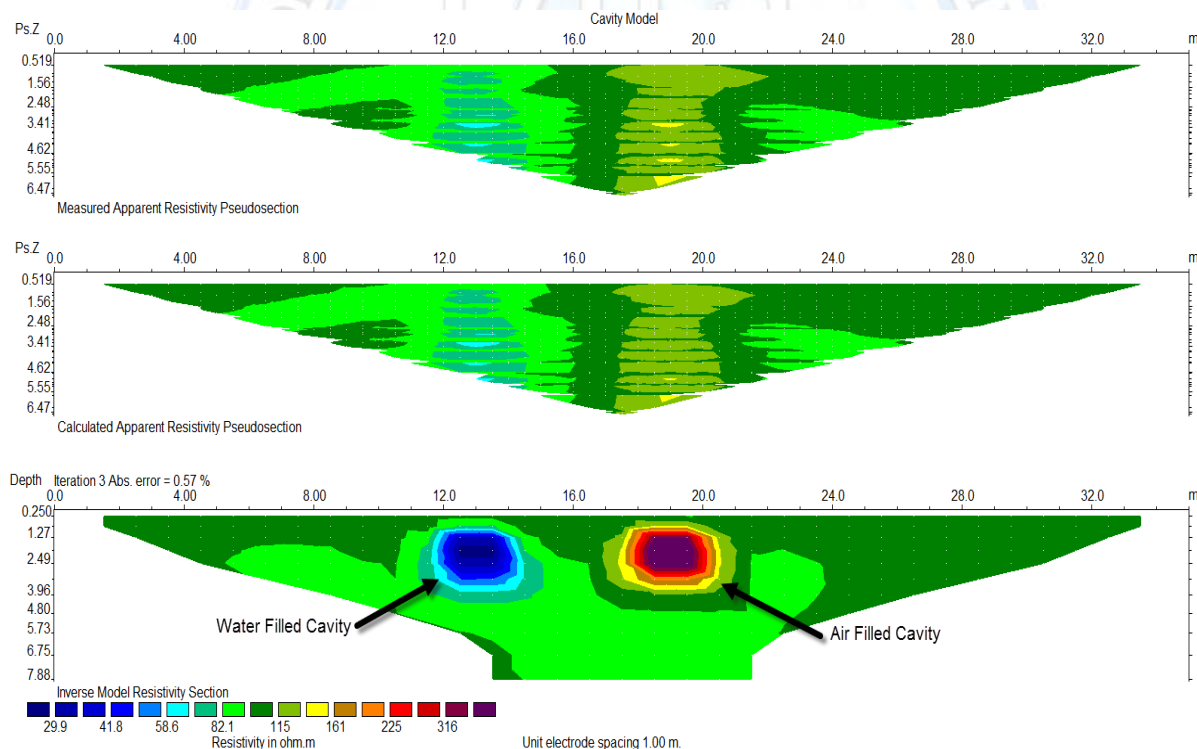 Cavity Model
Ps.Z
0.0 4.00 8.00 12.0 16.0 20.0 24.0 28.0 32.0 m
0.519
1.56
2.48
3.41
4.62
5.55
6.47
Measured Apparent Resistivity Pseudosection
Ps.Z
0.0 4.00 8.00 12.0 16.0 20.0 24.0 28.0 32.0 m
0.519
1.56
2.48
3.41
4.62
5.55
6.47
Calculated Apparent Resistivity Pseudosection
Depth Iteration 3 Abs. error = 0.57 %
0.0 4.00 8.00 12.0 16.0 20.0 24.0 28.0 32.0 m
0.250
1.27
2.49
3.96
4.80
5.73
6.75
7.88
Water Filled Cavity
Air Filled Cavity
Inverse Model Resistivity Section
29.9 41.8 58.6 82.1 115 161 225 316
Resistivity in ohm.m Unit electrode spacing 1.00 m.